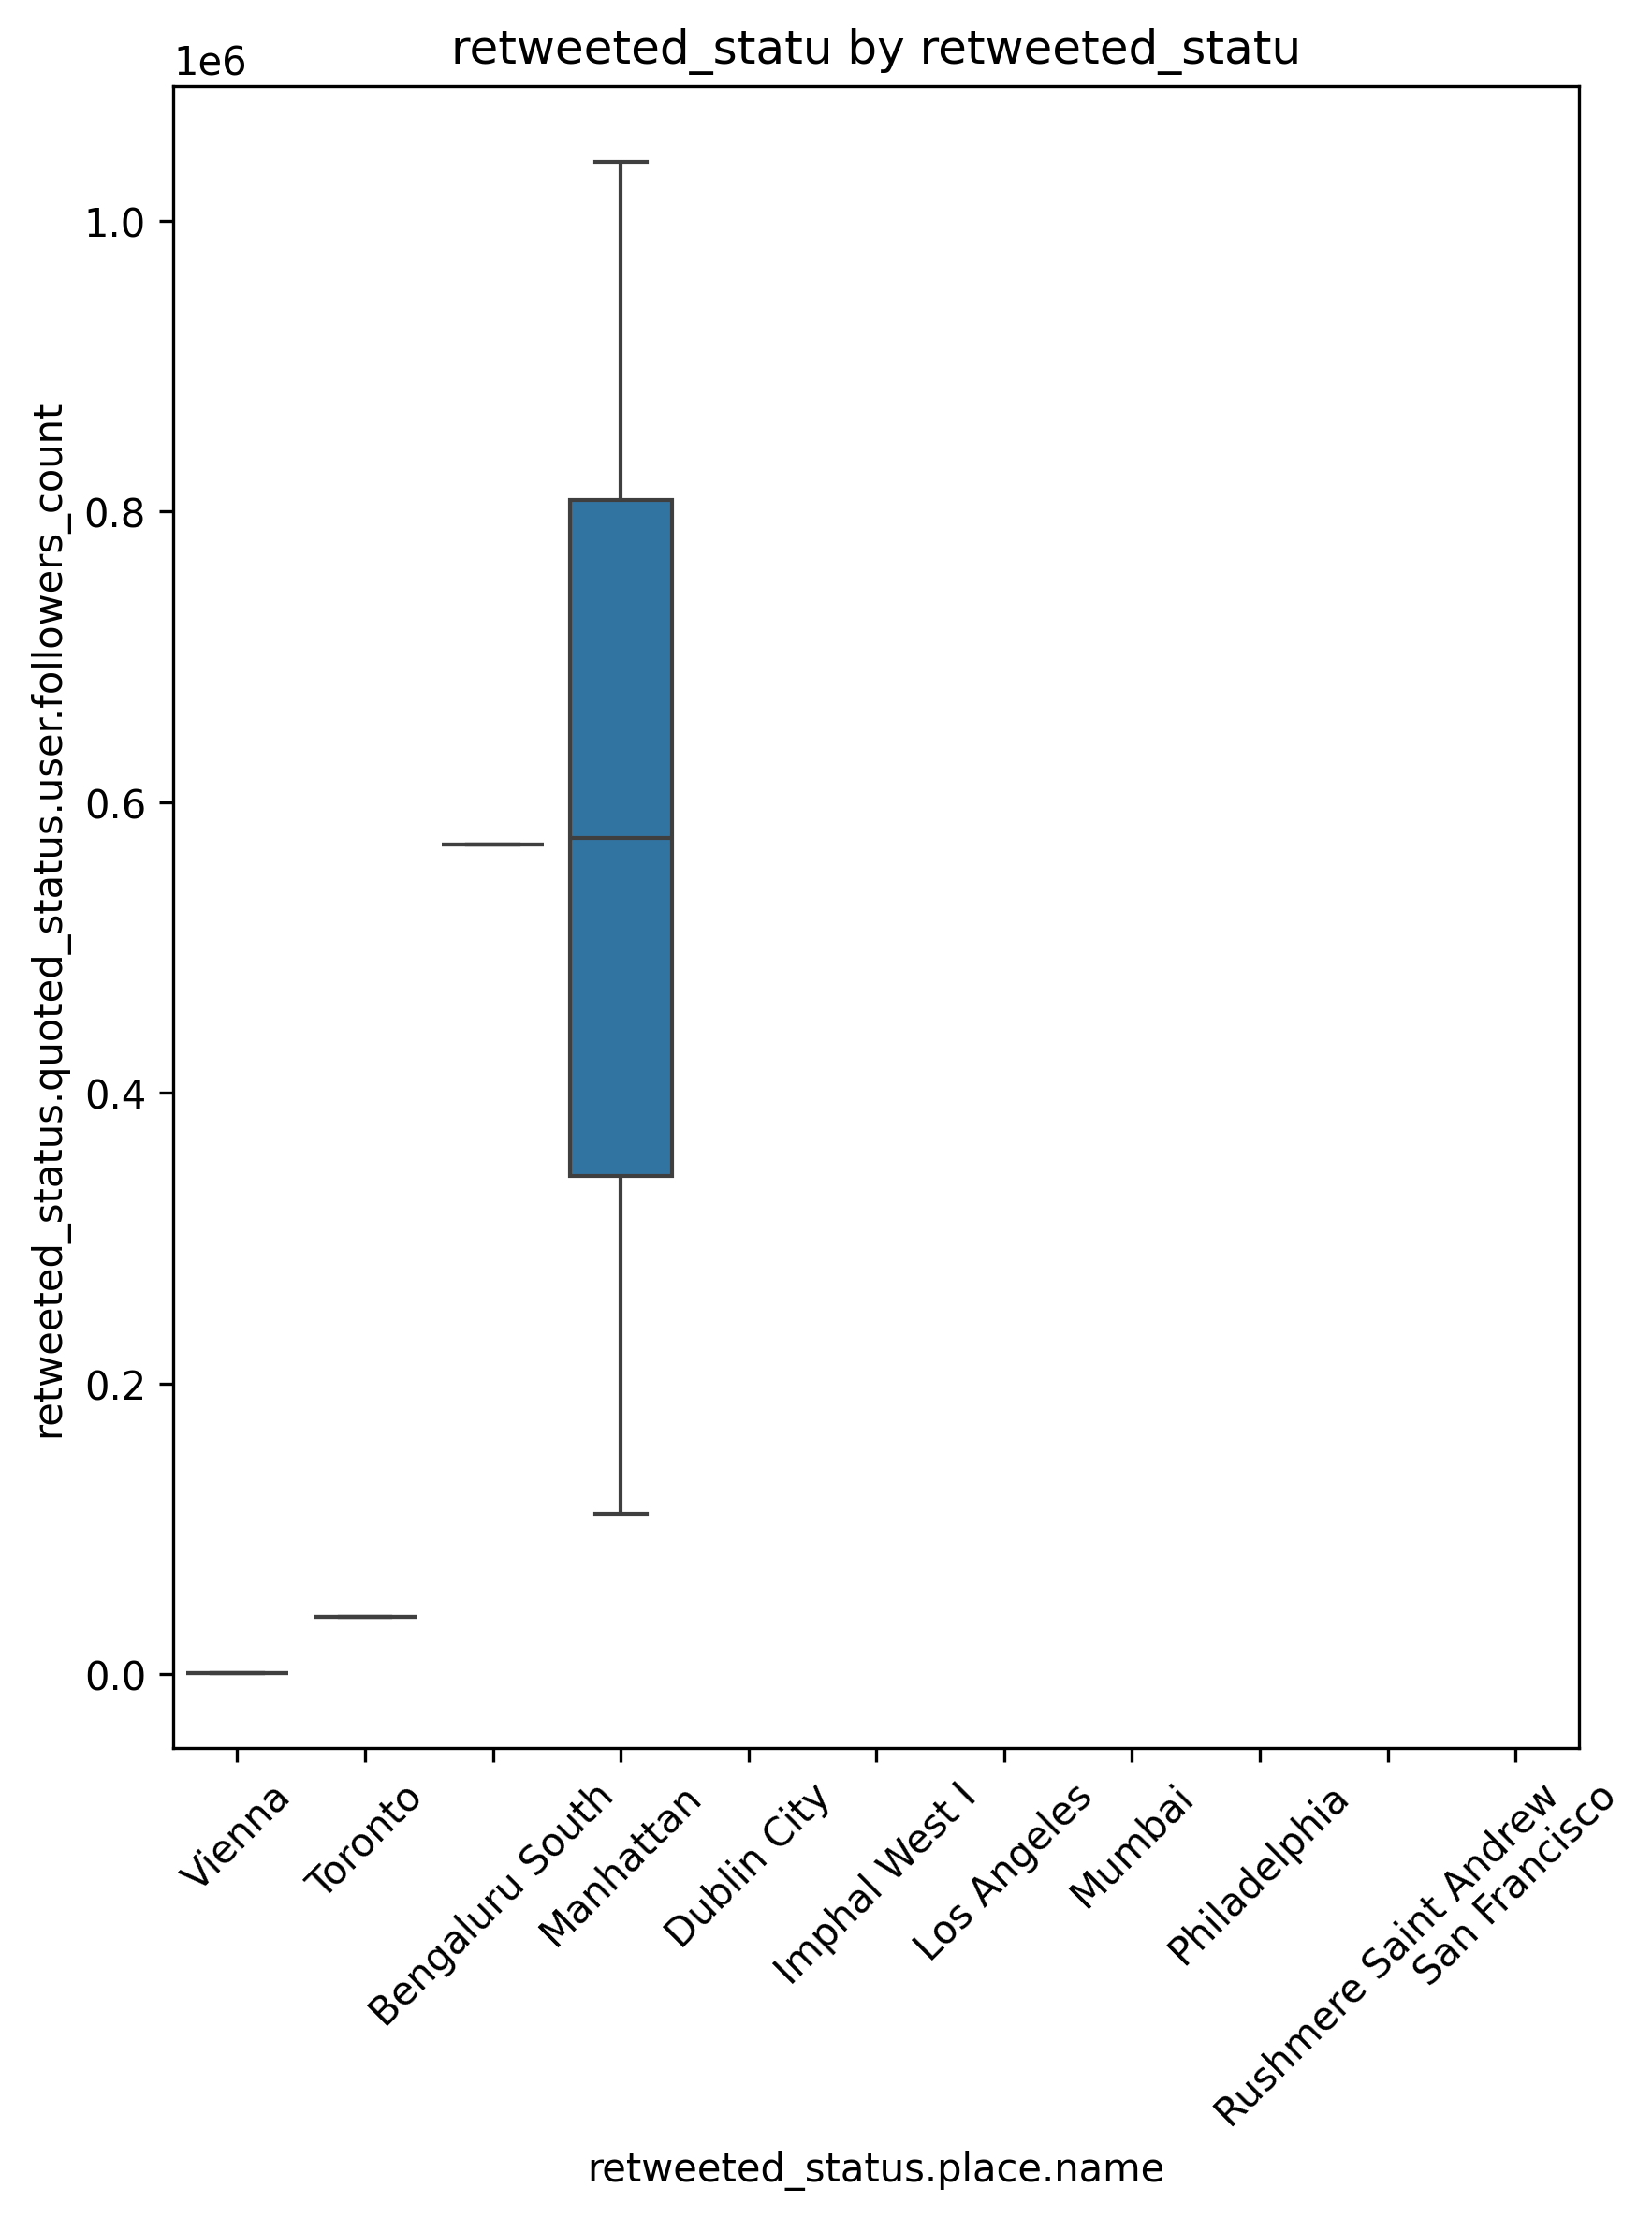 retweeted_statu by retweeted_statu
1e6
retweeted_status.quoted_status.user.followers_count
1.0
0.8
0.6
0.4
0.2
0.0
Vienna
Toronto
Bengaluru South
Manhattan
Dublin City
Imphal West I
Los Angeles
Mumbai
Philadelphia
Rushmere Saint Andrew
San Francisco
retweeted_status.place.name